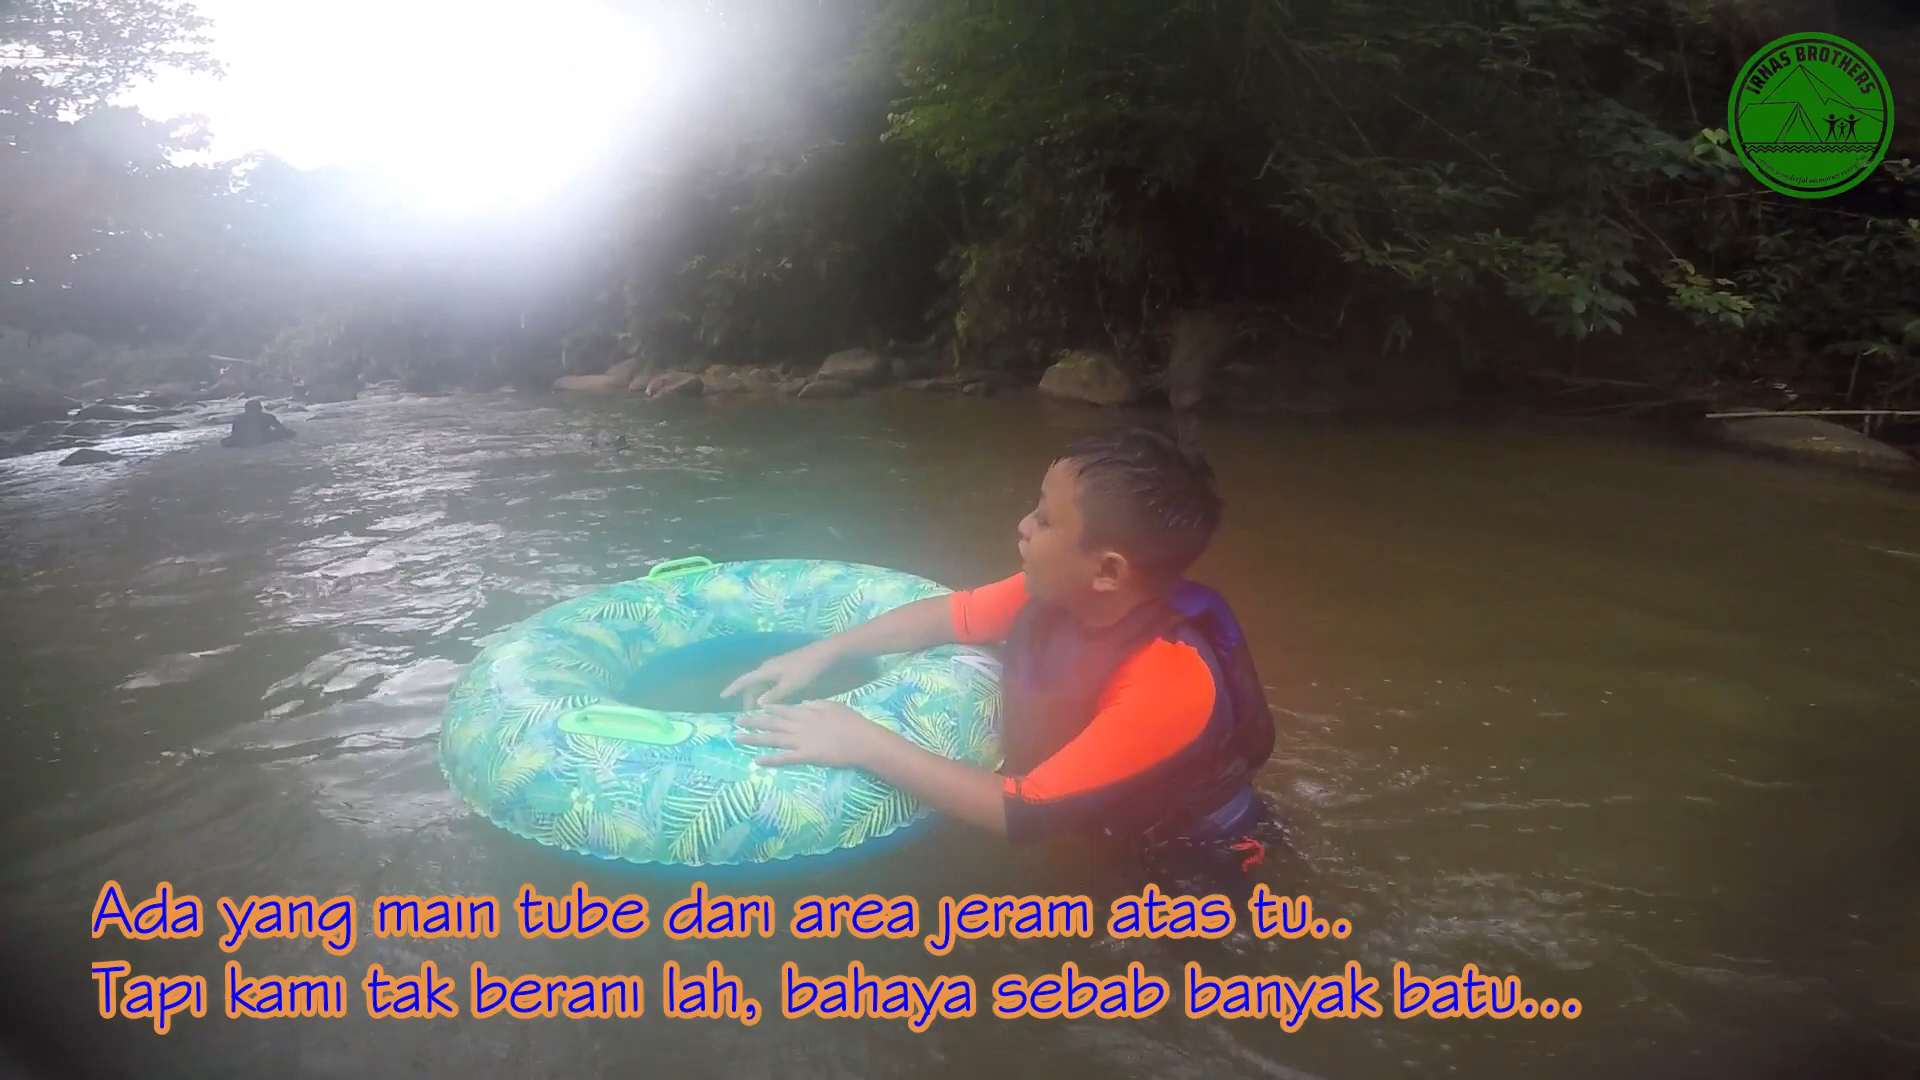 IRNAS BROTHERS
Ada yang main tube dari area jeram atas tu..
Tapi kami tak berani lah, bahaya sebab banyak batu...